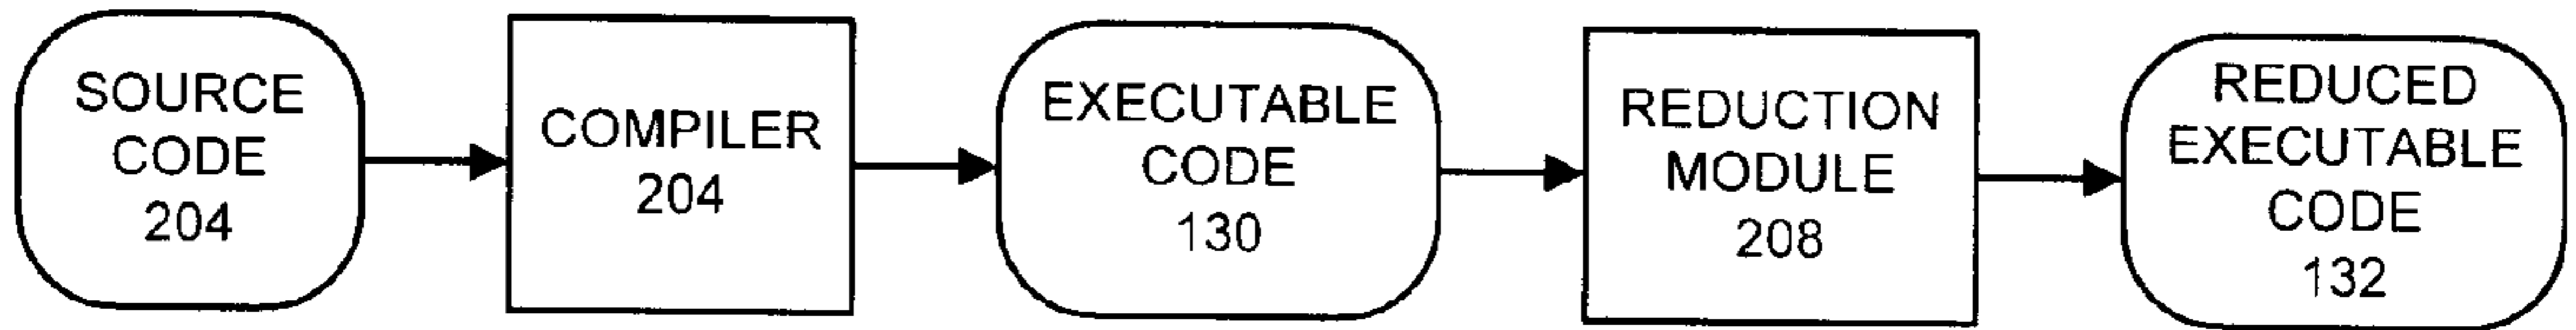 SOURCE
CODE
204
COMPILER
204
EXECUTABLE
CODE
130
REDUCTION
MODULE
208
REDUCED
EXECUTABLE
CODE
132